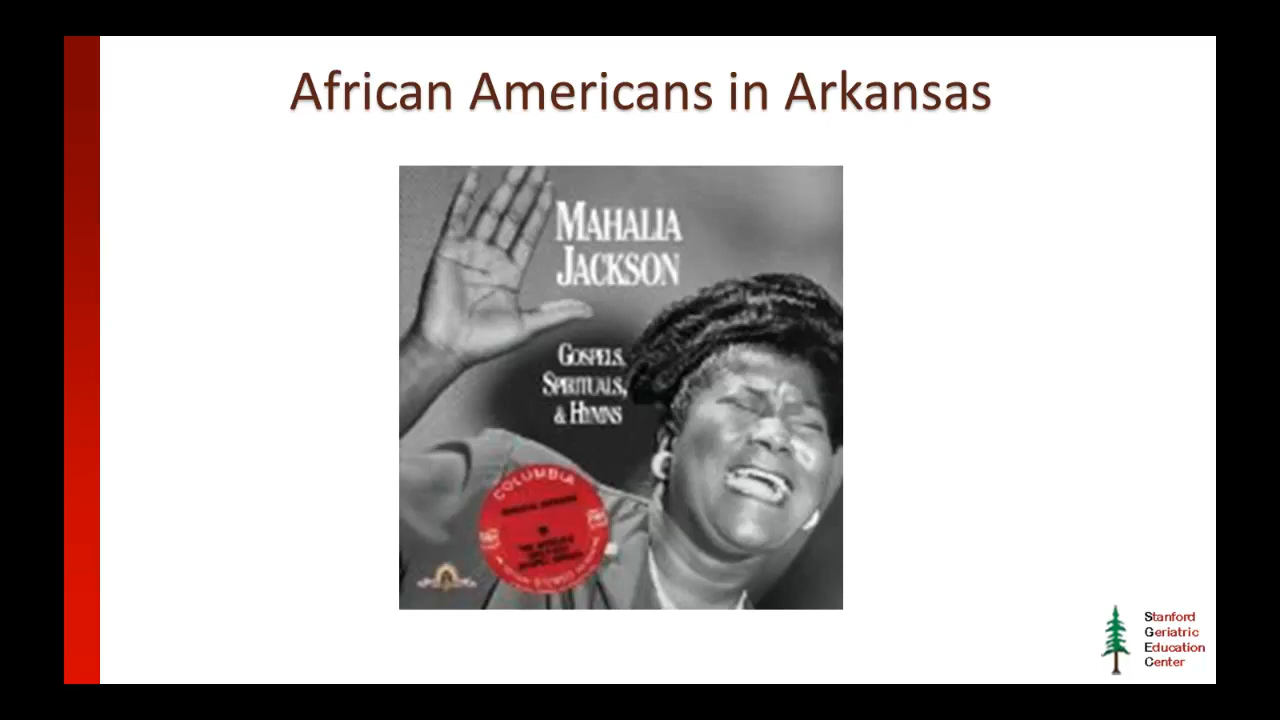 African Americans in Arkansas
MAHALIA
JACKSON
GOSPELS,
SPIRITUALS,
& HYMNS
COLUMBIA
Stanford
Geriatric
Education
Center